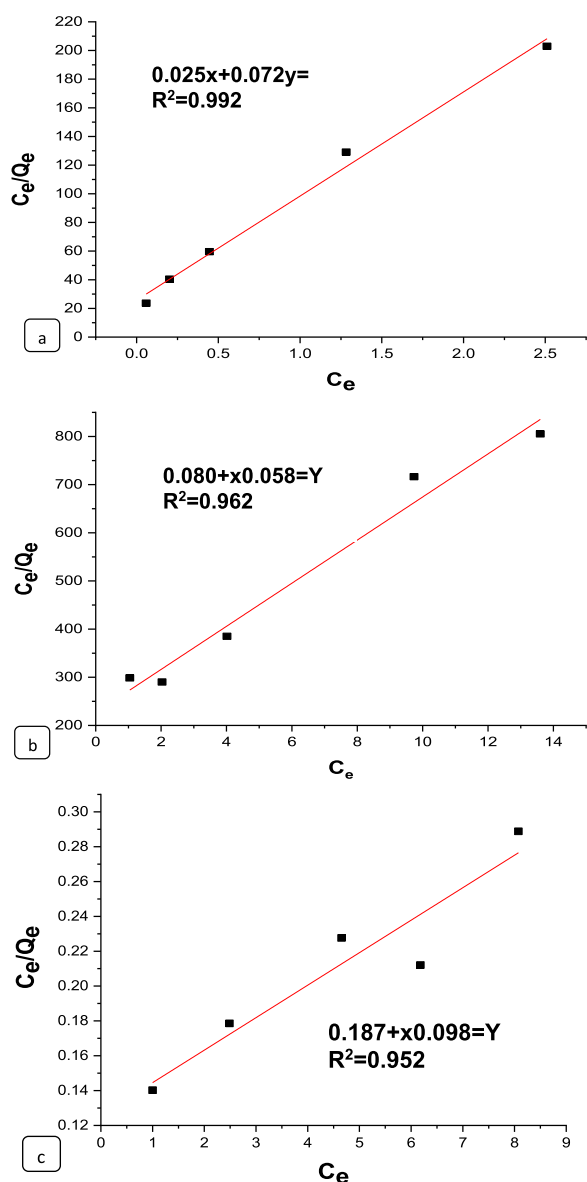 220
200
180
160
140
120
100
80
60
40
20
0
Ce/Qe
0.025x+0.072y=
R²=0.992
0.0 0.5 1.0 1.5 2.0 2.5
Ce
a
800
700
600
500
400
300
200
Ce/Qe
0.080+x0.058=Y
R²=0.962
0 2 4 6 8 10 12 14
Ce
b
0.30
0.28
0.26
0.24
0.22
0.20
0.18
0.16
0.14
0.12
Ce/Qe
0.187+x0.098=Y
R²=0.952
0 1 2 3 4 5 6 7 8 9
Ce
c